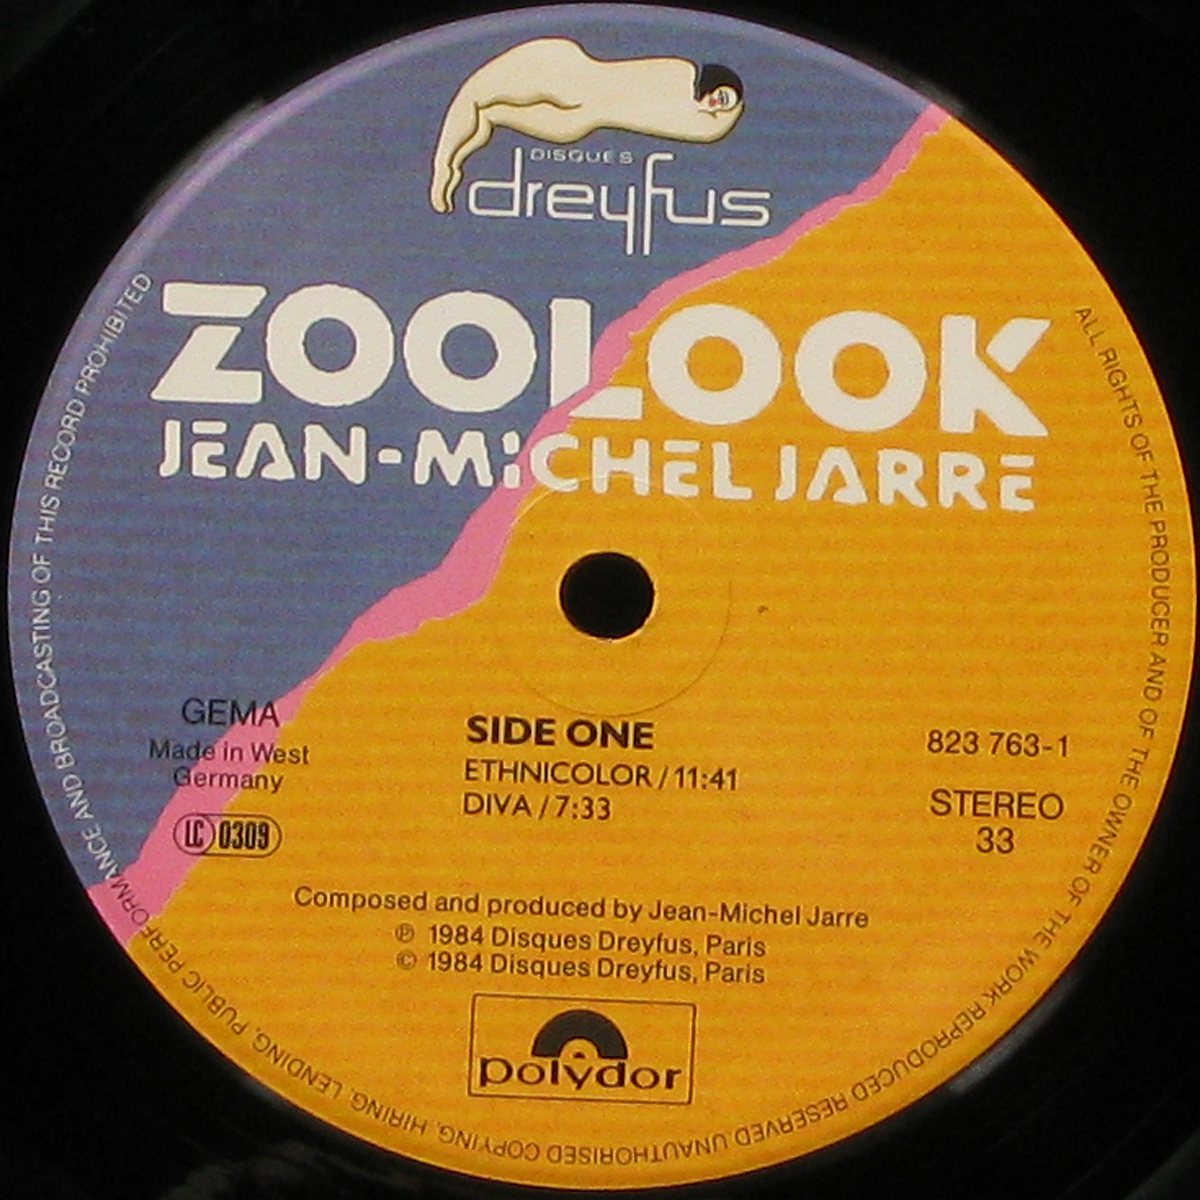 DISQUES
dreyfus
ZOOLOOK
JEAN-MICHEL JARRE
GEMA
Made in West
Germany
LC 0309
SIDE ONE
ETHNICOLOR / 11:41
DIVA / 7:33
823 763-1
STEREO
33
Composed and produced by Jean-Michel Jarre
℗ 1984 Disques Dreyfus, Paris
© 1984 Disques Dreyfus, Paris
polydor
ALL RIGHTS OF THE PRODUCER AND OF THE OWNER OF THE WORK REPRODUCED RESERVED. UNAUTHORISED COPYING, HIRING, LENDING, PUBLIC PERFORMANCE AND BROADCASTING OF THIS RECORD PROHIBITED